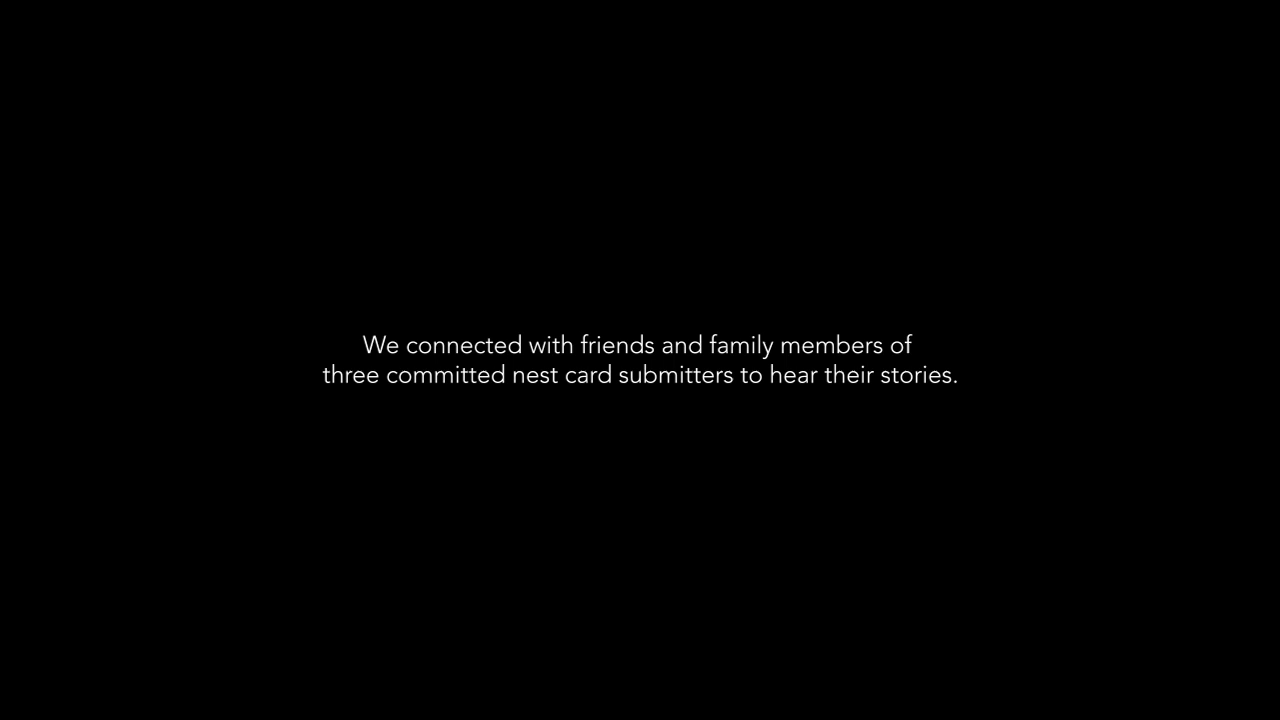 We connected with friends and family members of
three committed nest card submitters to hear their stories.